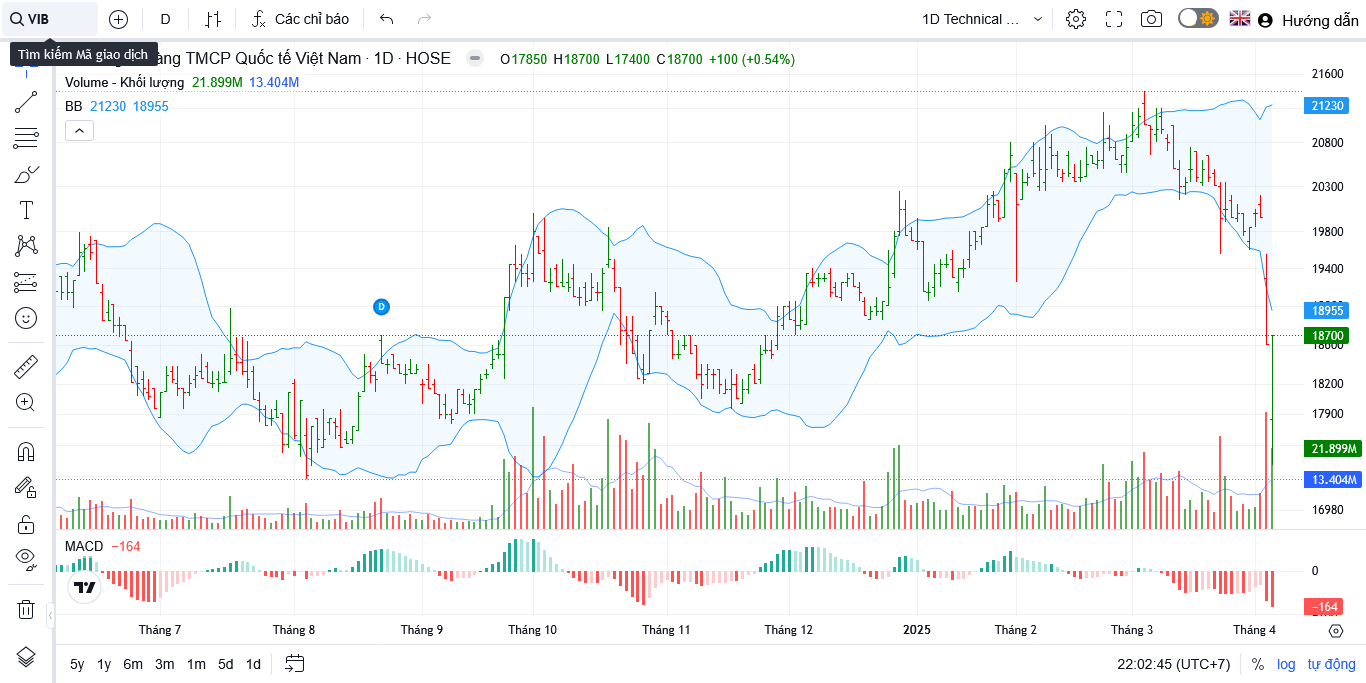 VIB D Các chỉ báo 1D Technical ... Hướng dẫn
Tìm kiếm Mã giao dịch
àng TMCP Quốc tế Việt Nam · 1D · HOSE O17850 H18700 L17400 C18700 +100 (+0.54%)
Volume - Khối lượng 21.899M 13.404M
BB 21230 18955
21600
21230
20800
20300
19800
19400
18955
18700
18600
18200
17900
21.899M
13.404M
16980
D
MACD −164
0
−164
Tháng 7 Tháng 8 Tháng 9 Tháng 10 Tháng 11 Tháng 12 2025 Tháng 2 Tháng 3 Tháng 4
5y 1y 6m 3m 1m 5d 1d 22:02:45 (UTC+7) % log tự động